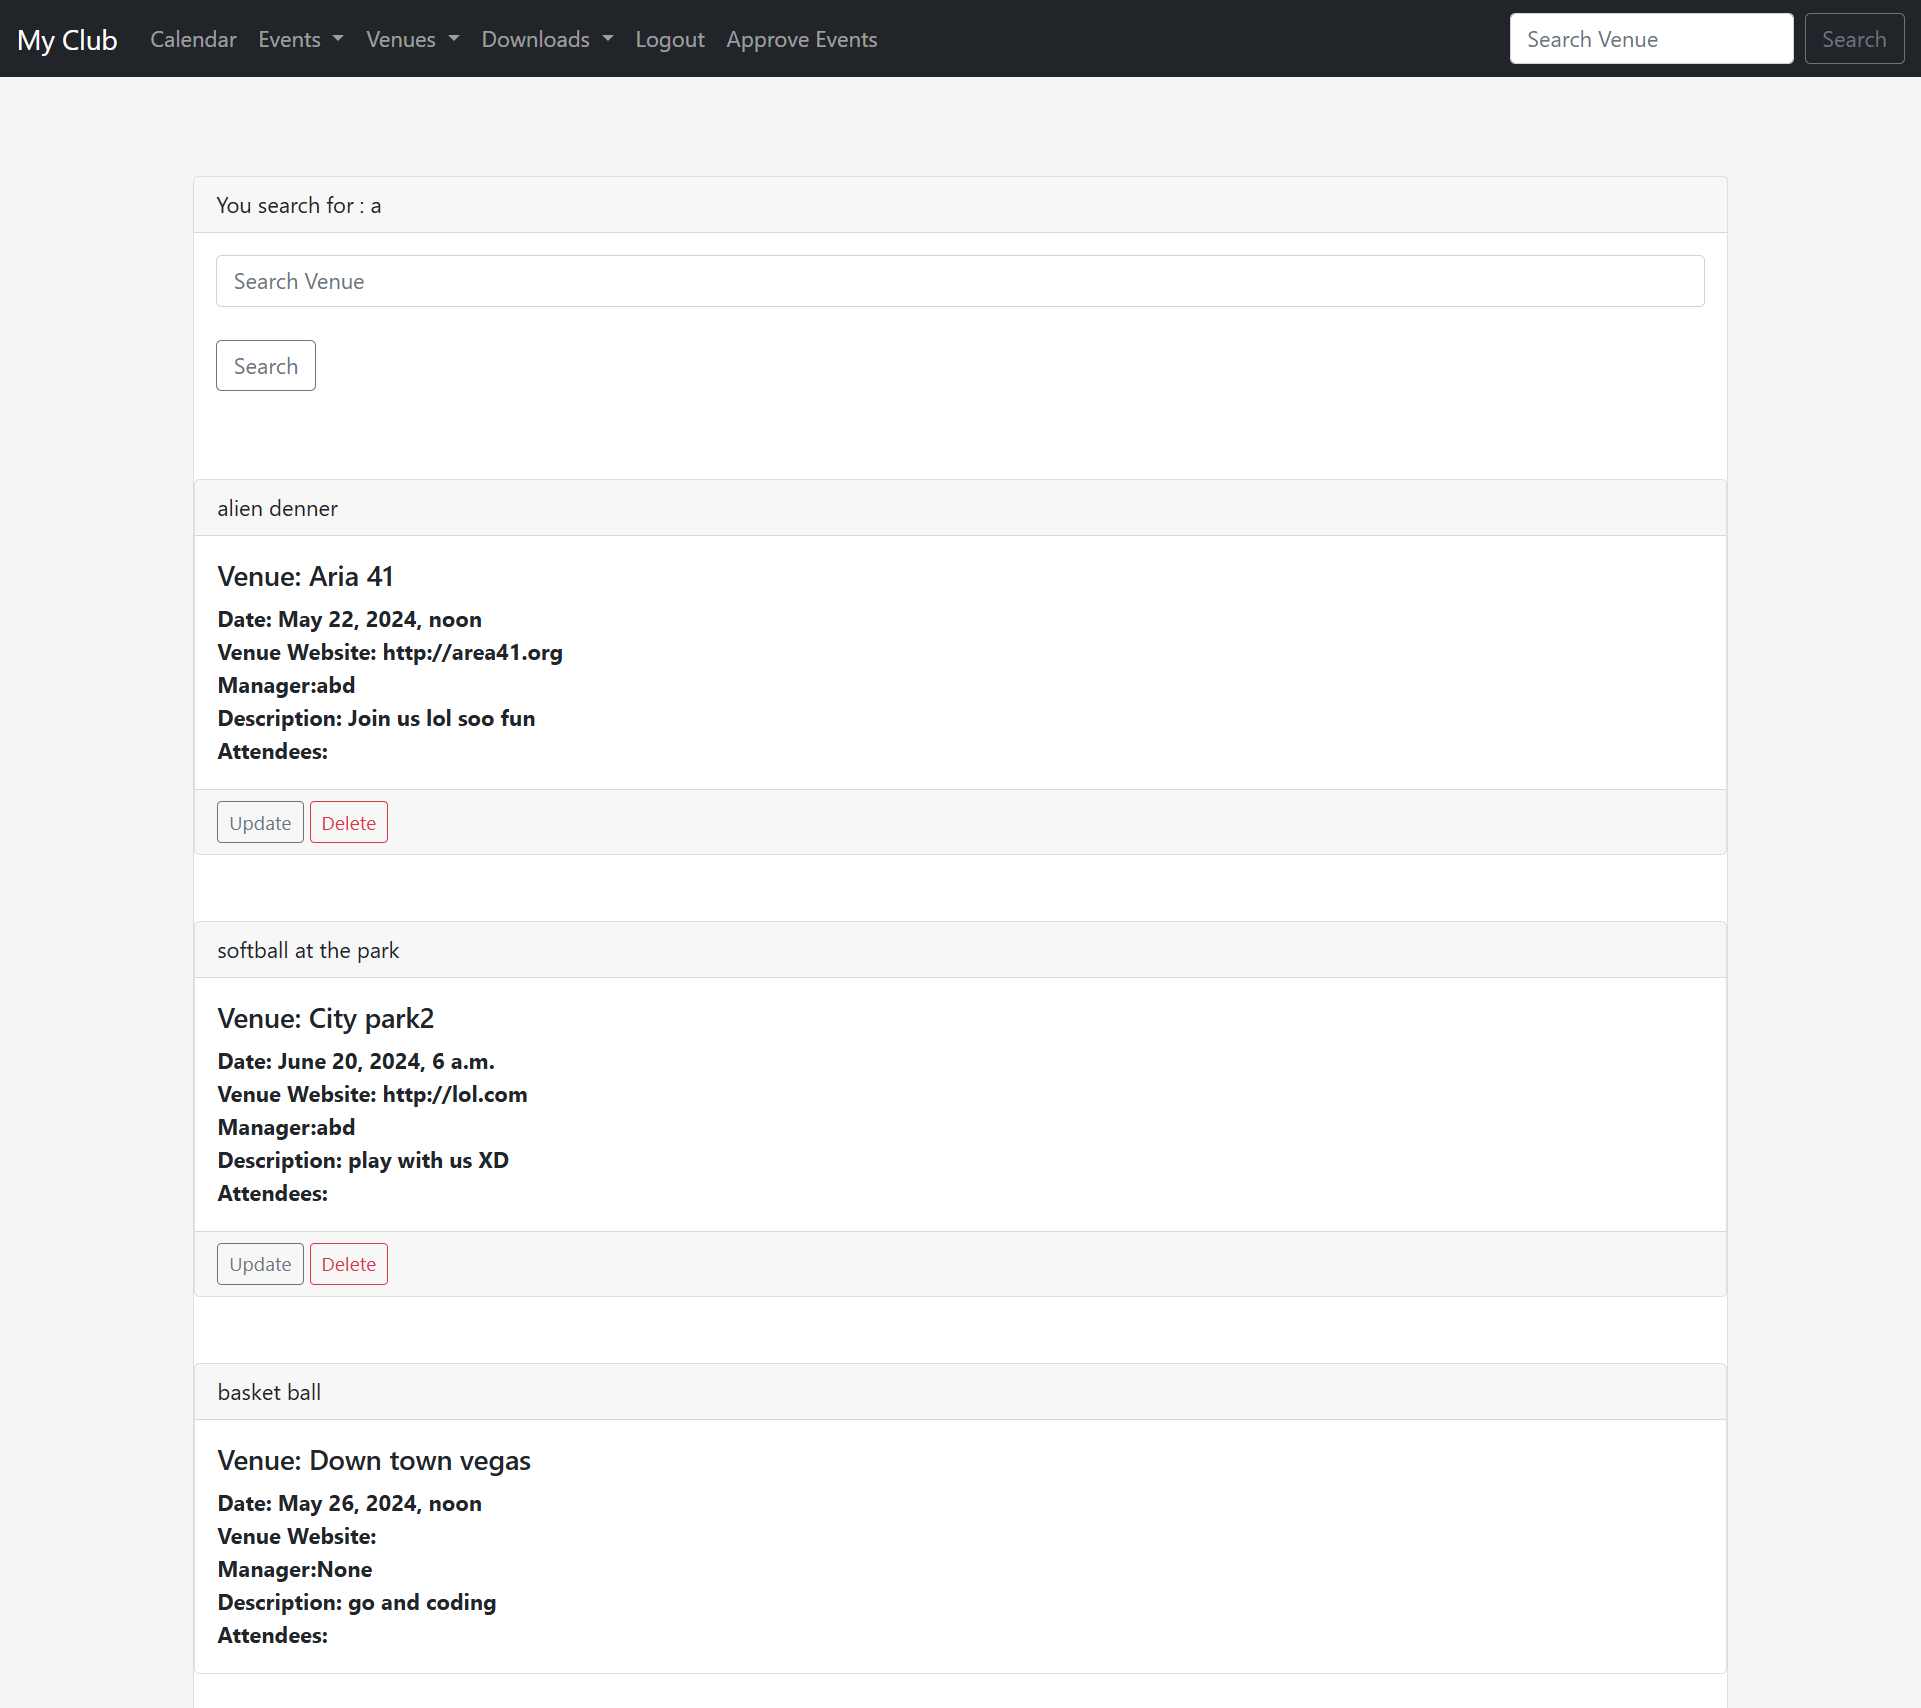 My Club Calendar Events Venues Downloads Logout Approve Events Search Venue Search
You search for : a
Search Venue
Search
alien denner
Venue: Aria 41
Date: May 22, 2024, noon
Venue Website: http://area41.org
Manager:abd
Description: Join us lol soo fun
Attendees:
Update Delete
softball at the park
Venue: City park2
Date: June 20, 2024, 6 a.m.
Venue Website: http://lol.com
Manager:abd
Description: play with us XD
Attendees:
Update Delete
basket ball
Venue: Down town vegas
Date: May 26, 2024, noon
Venue Website:
Manager:None
Description: go and coding
Attendees: